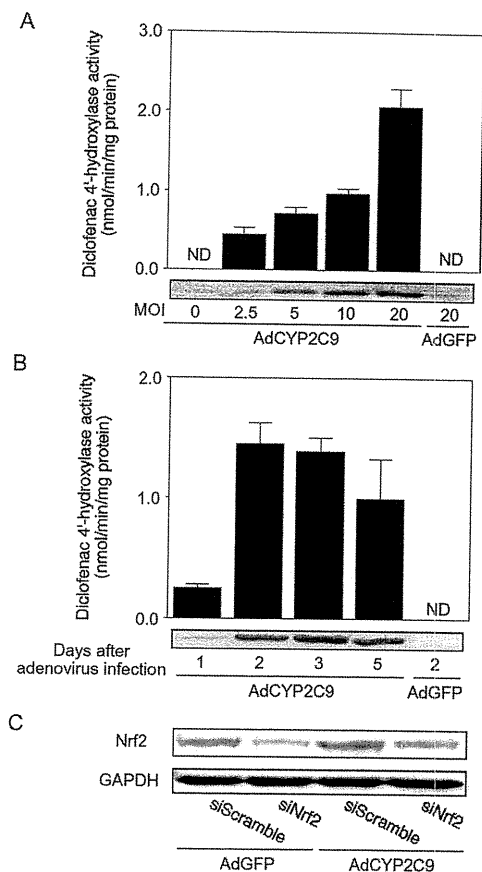 A
Diclofenac 4'-hydroxylase activity
(nmol/min/mg protein)
3.0
2.0
1.0
0.0
ND
ND
MOI
0 2.5 5 10 20 20
AdCYP2C9 AdGFP
B
Diclofenac 4'-hydroxylase activity
(nmol/min/mg protein)
2.0
1.0
0.0
ND
Days after
adenovirus infection
1 2 3 5 2
AdCYP2C9 AdGFP
C
Nrf2
GAPDH
siScramble siNrf2 siScramble siNrf2
AdGFP AdCYP2C9